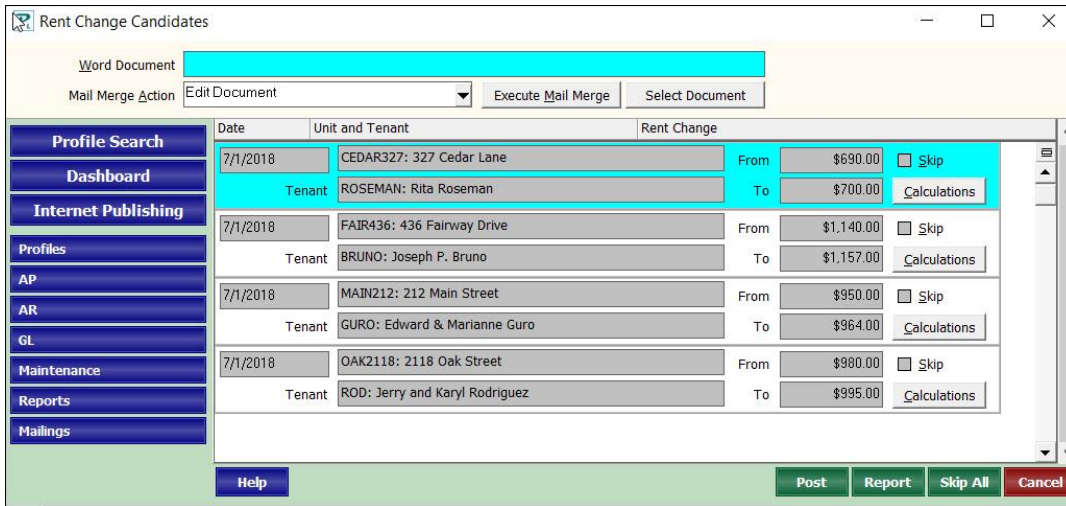 Rent Change Candidates
Word Document
Mail Merge Action Edit Document Execute Mail Merge Select Document
Profile Search
Dashboard
Internet Publishing
Profiles
AP
AR
GL
Maintenance
Reports
Mailings
Date Unit and Tenant Rent Change
7/1/2018 CEDAR327: 327 Cedar Lane From $690.00 Skip
Tenant ROSEMAN: Rita Roseman To $700.00 Calculations
7/1/2018 FAIR436: 436 Fairway Drive From $1,140.00 Skip
Tenant BRUNO: Joseph P. Bruno To $1,157.00 Calculations
7/1/2018 MAIN212: 212 Main Street From $950.00 Skip
Tenant GURO: Edward & Marianne Guro To $964.00 Calculations
7/1/2018 OAK2118: 2118 Oak Street From $980.00 Skip
Tenant ROD: Jerry and Karyl Rodriguez To $995.00 Calculations
Help Post Report Skip All Cancel